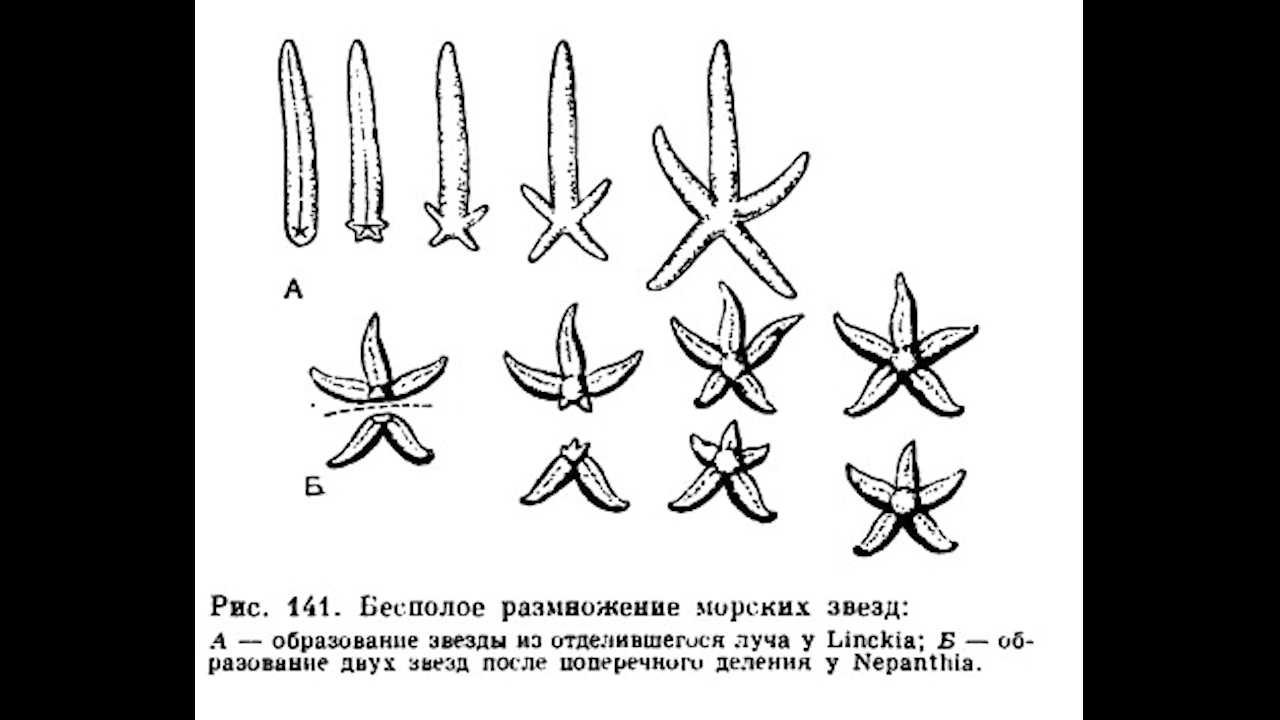 А
Б
Рис. 141. Бесполое размножение морских звезд:
А — образование звезды из отделившегося луча у Linckia; Б — об-
разование двух звезд после поперечного деления у Nepanthia.